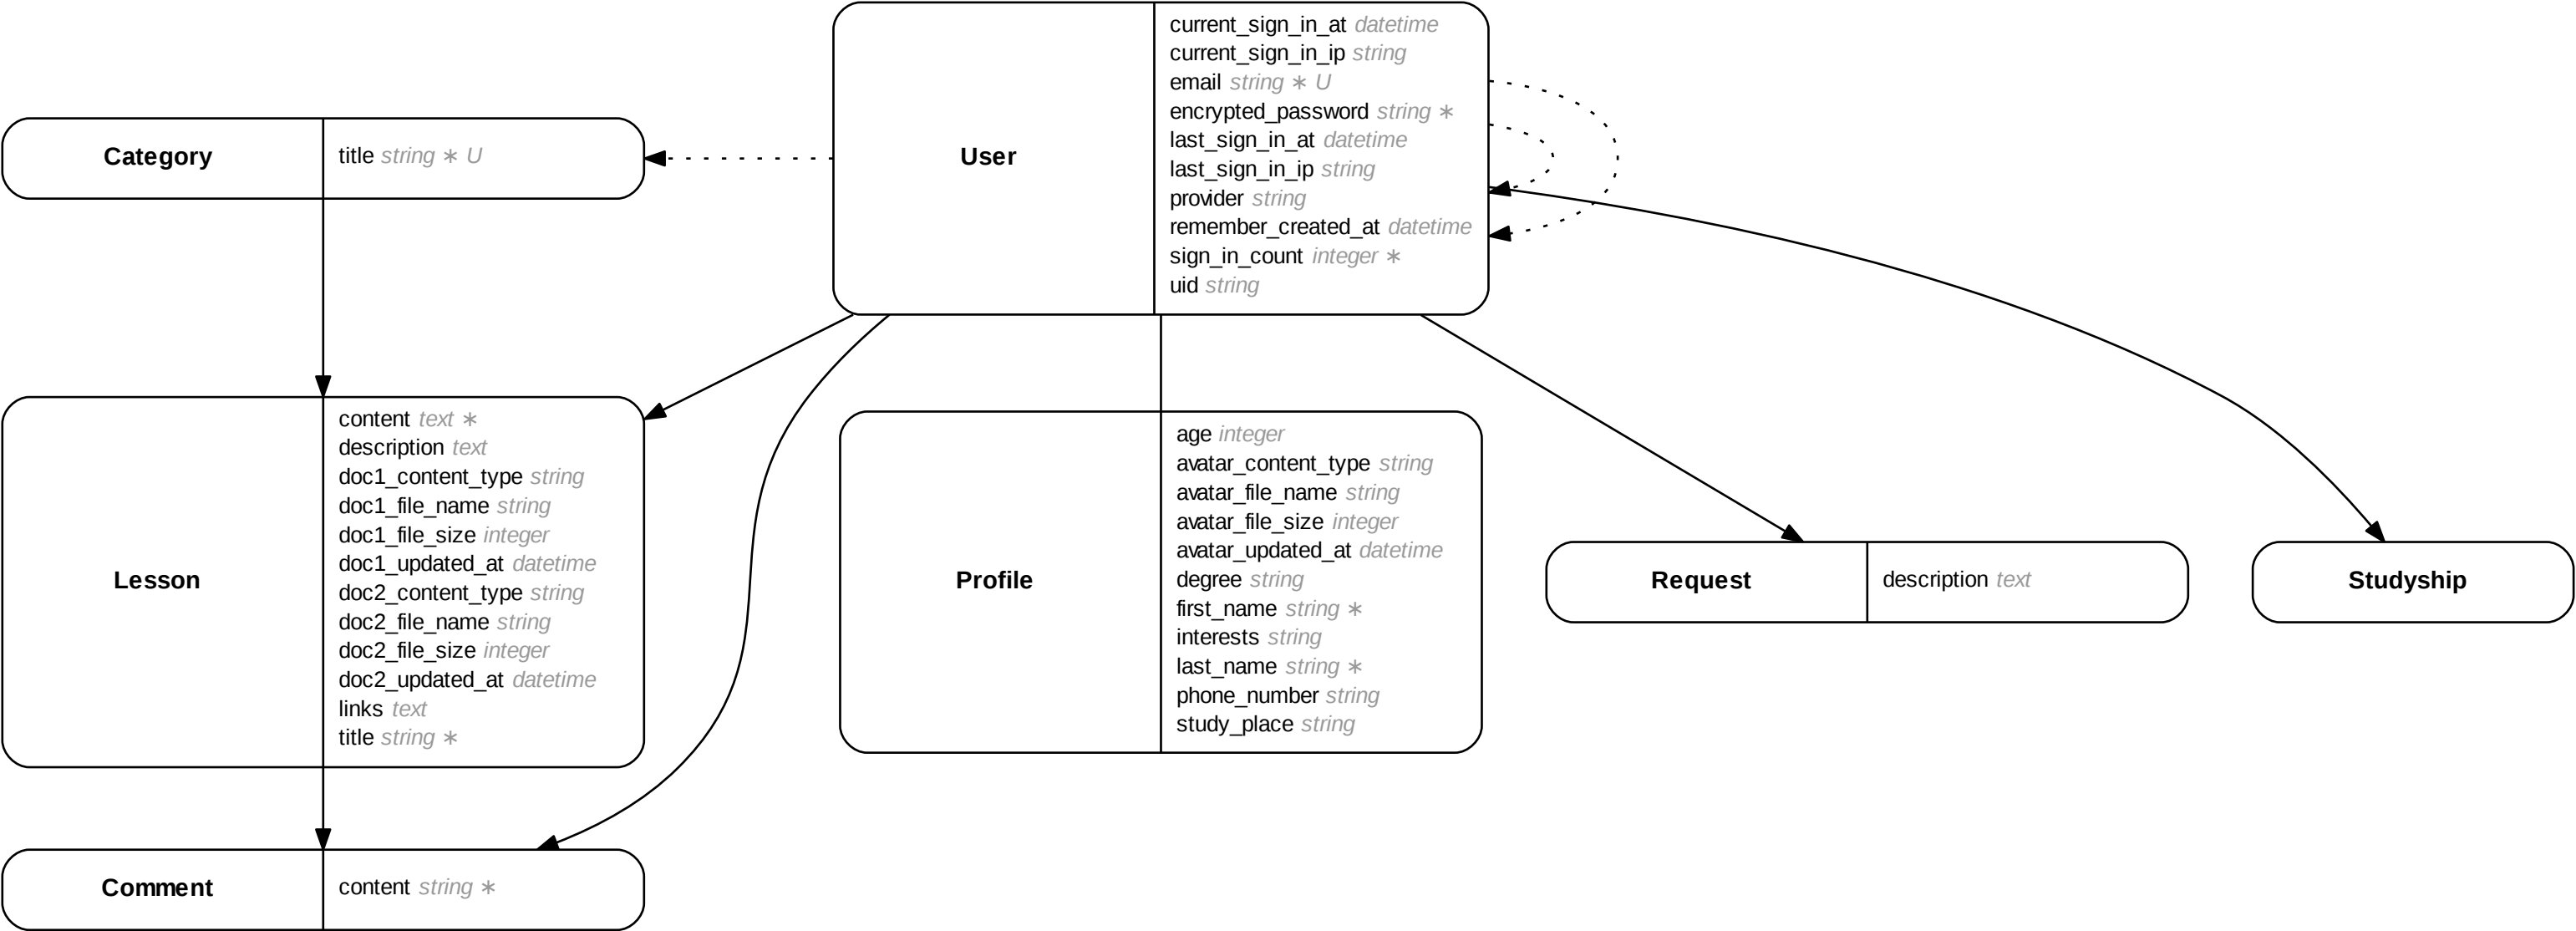 User
current_sign_in_at datetime
current_sign_in_ip string
email string ∗ U
encrypted_password string ∗
last_sign_in_at datetime
last_sign_in_ip string
provider string
remember_created_at datetime
sign_in_count integer ∗
uid string
Category
title string ∗ U
Lesson
content text ∗
description text
doc1_content_type string
doc1_file_name string
doc1_file_size integer
doc1_updated_at datetime
doc2_content_type string
doc2_file_name string
doc2_file_size integer
doc2_updated_at datetime
links text
title string ∗
Profile
age integer
avatar_content_type string
avatar_file_name string
avatar_file_size integer
avatar_updated_at datetime
degree string
first_name string ∗
interests string
last_name string ∗
phone_number string
study_place string
Request
description text
Studyship
Comment
content string ∗